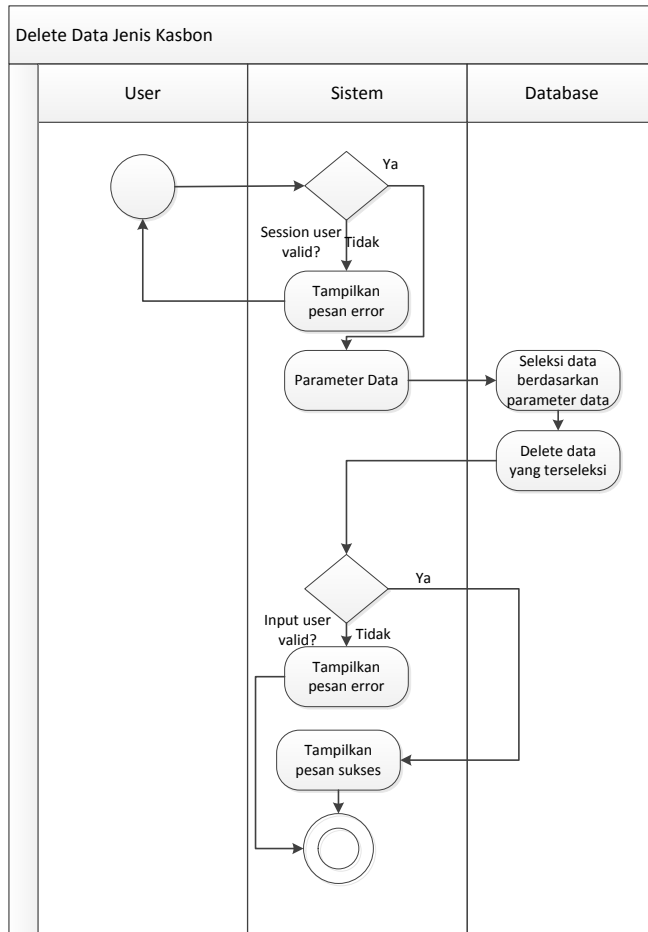 Delete Data Jenis Kasbon
User
Sistem
Database
Ya
Session user
valid?
Tidak
Tampilkan
pesan error
Parameter Data
Seleksi data
berdasarkan
parameter data
Delete data
yang terseleksi
Ya
Input user
valid?
Tidak
Tampilkan
pesan error
Tampilkan
pesan sukses